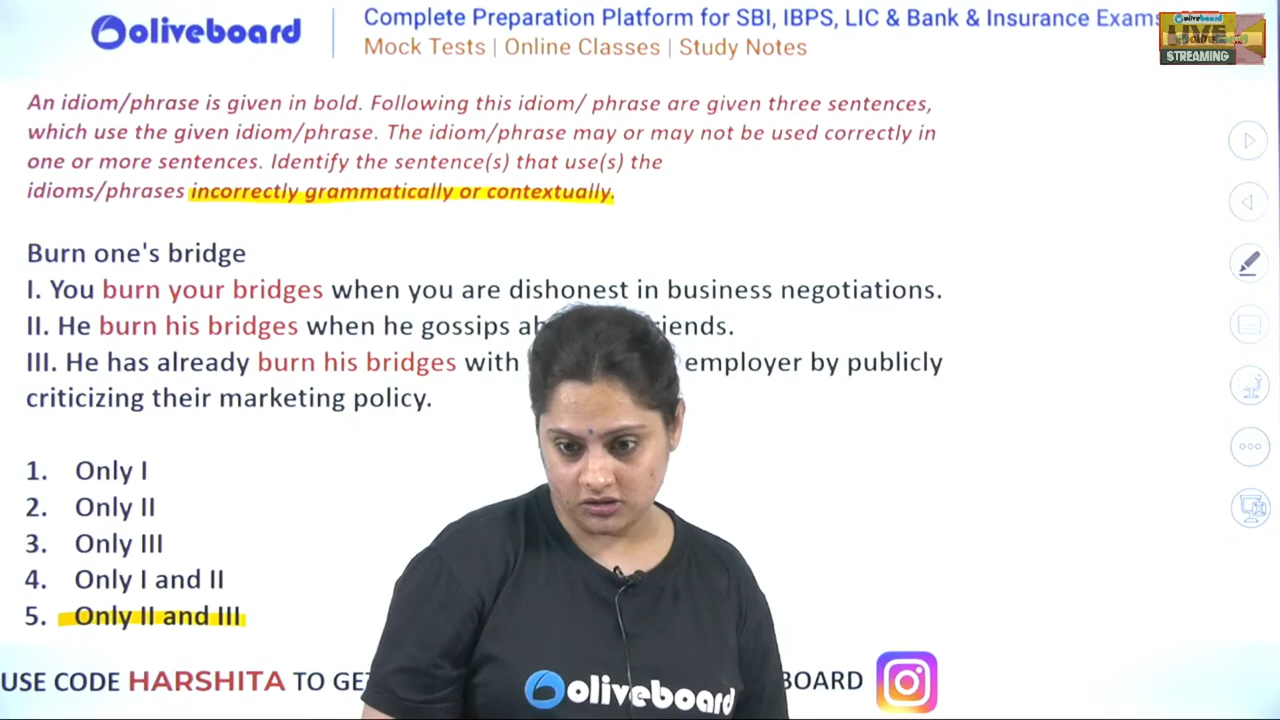 oliveboard
Complete Preparation Platform for SBI, IBPS, LIC & Bank & Insurance Exams
Mock Tests | Online Classes | Study Notes
oliveboard
LIVE
STREAMING
An idiom/phrase is given in bold. Following this idiom/ phrase are given three sentences,
which use the given idiom/phrase. The idiom/phrase may or may not be used correctly in
one or more sentences. Identify the sentence(s) that use(s) the
idioms/phrases incorrectly grammatically or contextually.
Burn one's bridge
I. You burn your bridges when you are dishonest in business negotiations.
II. He burn his bridges when he gossips
III. He has already burn his bridges with employer by publicly
criticizing their marketing policy.
1. Only I
2. Only II
3. Only III
4. Only I and II
5. Only II and III
USE CODE HARSHITA TO
oliveboard